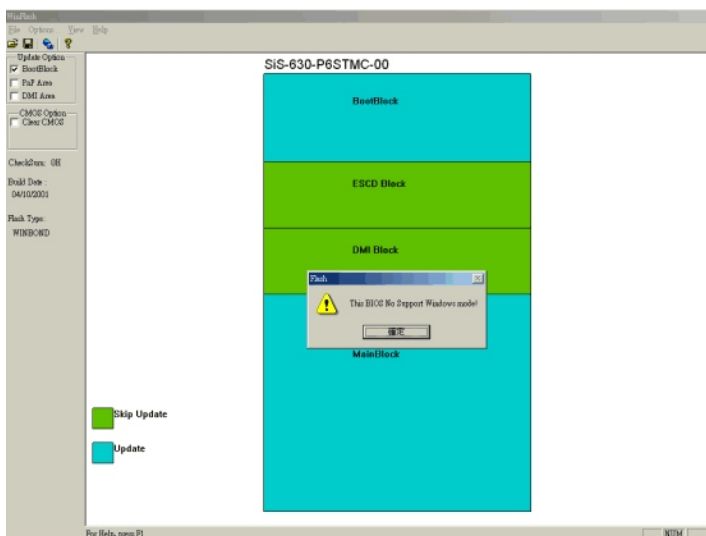 WinFlash
File Options View Help
Update Option
BootBlock
PnP Area
DMI Area
CMOS Option
Clear CMOS
CheckSum: 0H
Build Date :
04/10/2001
Flash Type:
WINBOND
SiS-630-P6STMC-00
BootBlock
ESCD Block
DMI Block
Flash
This BIOS No Support Windows mode!
確定
MainBlock
Skip Update
Update
For Help, press F1
NUM